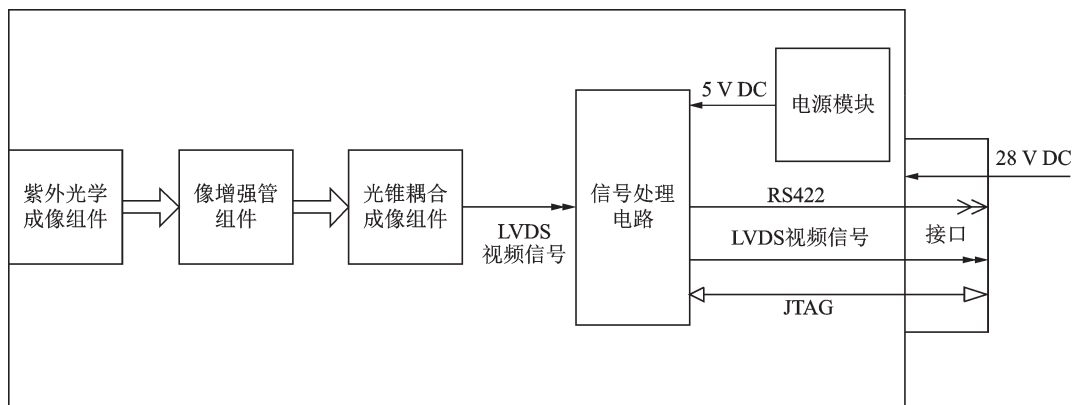 紫外光学
成像组件
像增强管
组件
光锥耦合
成像组件
LVDS
视频信号
信号处理
电路
5 V DC
电源模块
28 V DC
RS422
接口
LVDS视频信号
JTAG